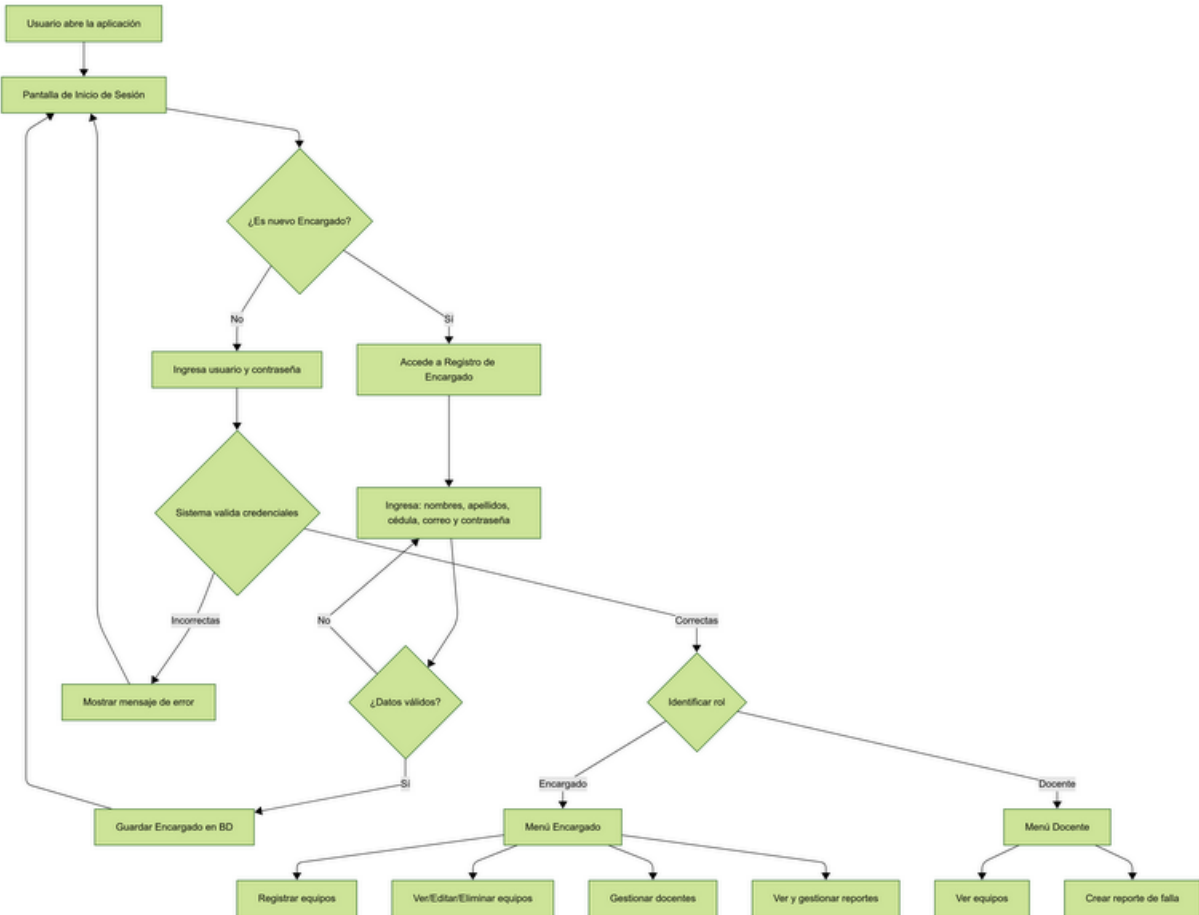 Usuario abre la aplicación
Pantalla de Inicio de Sesión
¿Es nuevo Encargado?
No
Sí
Ingresa usuario y contraseña
Accede a Registro de
Encargado
Sistema valida credenciales
Ingresa: nombres, apellidos,
cédula, correo y contraseña
Incorrectas
No
Correctas
Mostrar mensaje de error
¿Datos válidos?
Identificar rol
Sí
Encargado
Docente
Guardar Encargado en BD
Menú Encargado
Menú Docente
Registrar equipos
Ver/Editar/Eliminar equipos
Gestionar docentes
Ver y gestionar reportes
Ver equipos
Crear reporte de falla